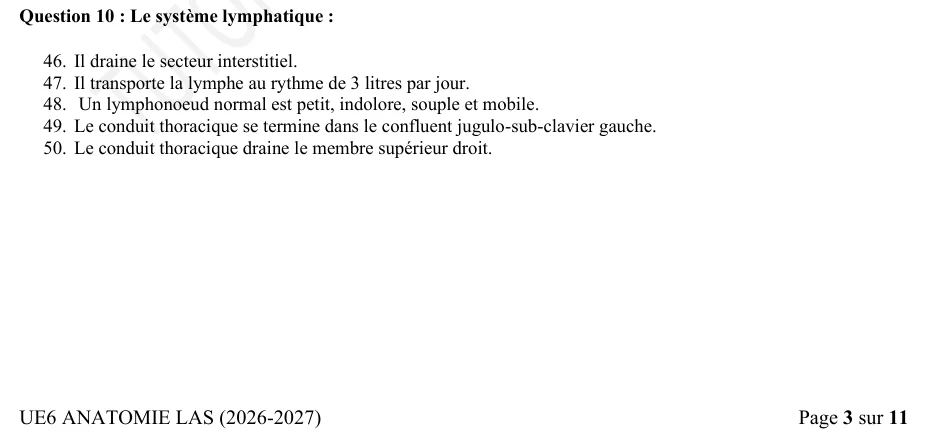 Question 10 : Le système lymphatique :
46. Il draine le secteur interstitiel.
47. Il transporte la lymphe au rythme de 3 litres par jour.
48. Un lymphonoeud normal est petit, indolore, souple et mobile.
49. Le conduit thoracique se termine dans le confluent jugulo-sub-clavier gauche.
50. Le conduit thoracique draine le membre supérieur droit.
UE6 ANATOMIE LAS (2026-2027) Page 3 sur 11